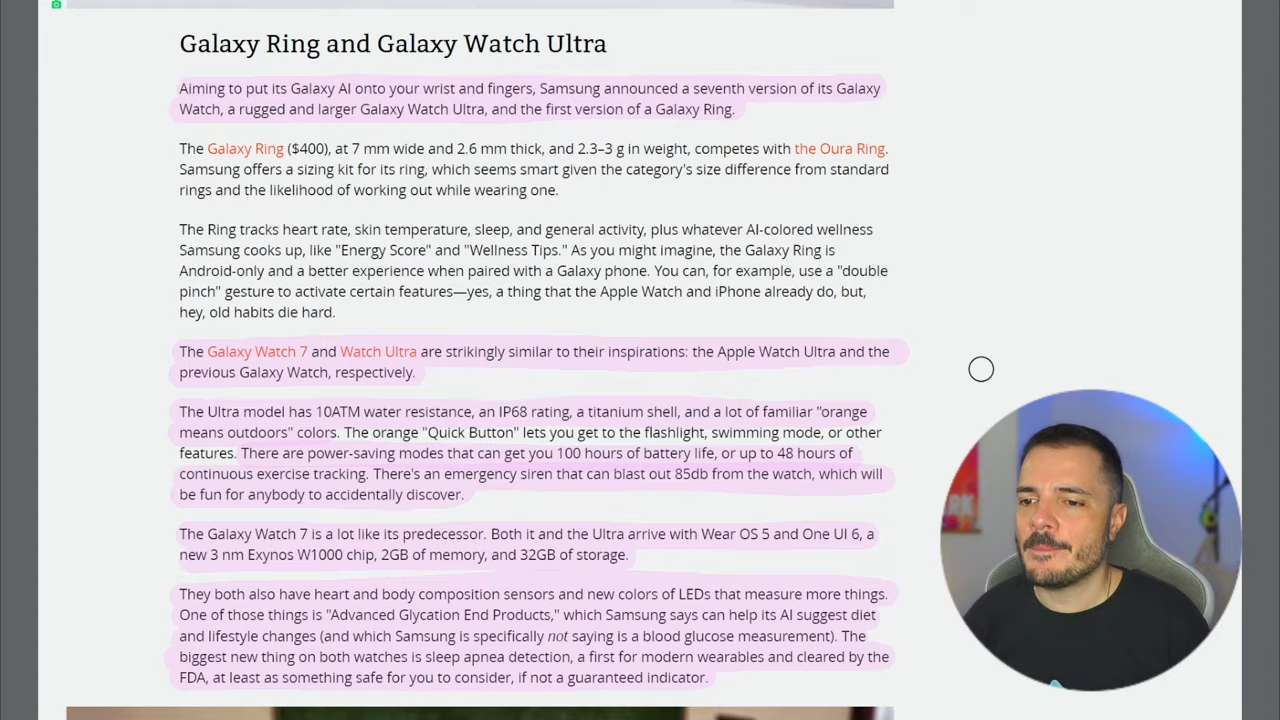 Galaxy Ring and Galaxy Watch Ultra
Aiming to put its Galaxy AI onto your wrist and fingers, Samsung announced a seventh version of its Galaxy
Watch, a rugged and larger Galaxy Watch Ultra, and the first version of a Galaxy Ring.
The Galaxy Ring ($400), at 7 mm wide and 2.6 mm thick, and 2.3–3 g in weight, competes with the Oura Ring.
Samsung offers a sizing kit for its ring, which seems smart given the category's size difference from standard
rings and the likelihood of working out while wearing one.
The Ring tracks heart rate, skin temperature, sleep, and general activity, plus whatever AI-colored wellness
Samsung cooks up, like "Energy Score" and "Wellness Tips." As you might imagine, the Galaxy Ring is
Android-only and a better experience when paired with a Galaxy phone. You can, for example, use a "double
pinch" gesture to activate certain features—yes, a thing that the Apple Watch and iPhone already do, but,
hey, old habits die hard.
The Galaxy Watch 7 and Watch Ultra are strikingly similar to their inspirations: the Apple Watch Ultra and the
previous Galaxy Watch, respectively.
The Ultra model has 10ATM water resistance, an IP68 rating, a titanium shell, and a lot of familiar "orange
means outdoors" colors. The orange "Quick Button" lets you get to the flashlight, swimming mode, or other
features. There are power-saving modes that can get you 100 hours of battery life, or up to 48 hours of
continuous exercise tracking. There's an emergency siren that can blast out 85db from the watch, which will
be fun for anybody to accidentally discover.
The Galaxy Watch 7 is a lot like its predecessor. Both it and the Ultra arrive with Wear OS 5 and One UI 6, a
new 3 nm Exynos W1000 chip, 2GB of memory, and 32GB of storage.
They both also have heart and body composition sensors and new colors of LEDs that measure more things.
One of those things is "Advanced Glycation End Products," which Samsung says can help its AI suggest diet
and lifestyle changes (and which Samsung is specifically not saying is a blood glucose measurement). The
biggest new thing on both watches is sleep apnea detection, a first for modern wearables and cleared by the
FDA, at least as something safe for you to consider, if not a guaranteed indicator.